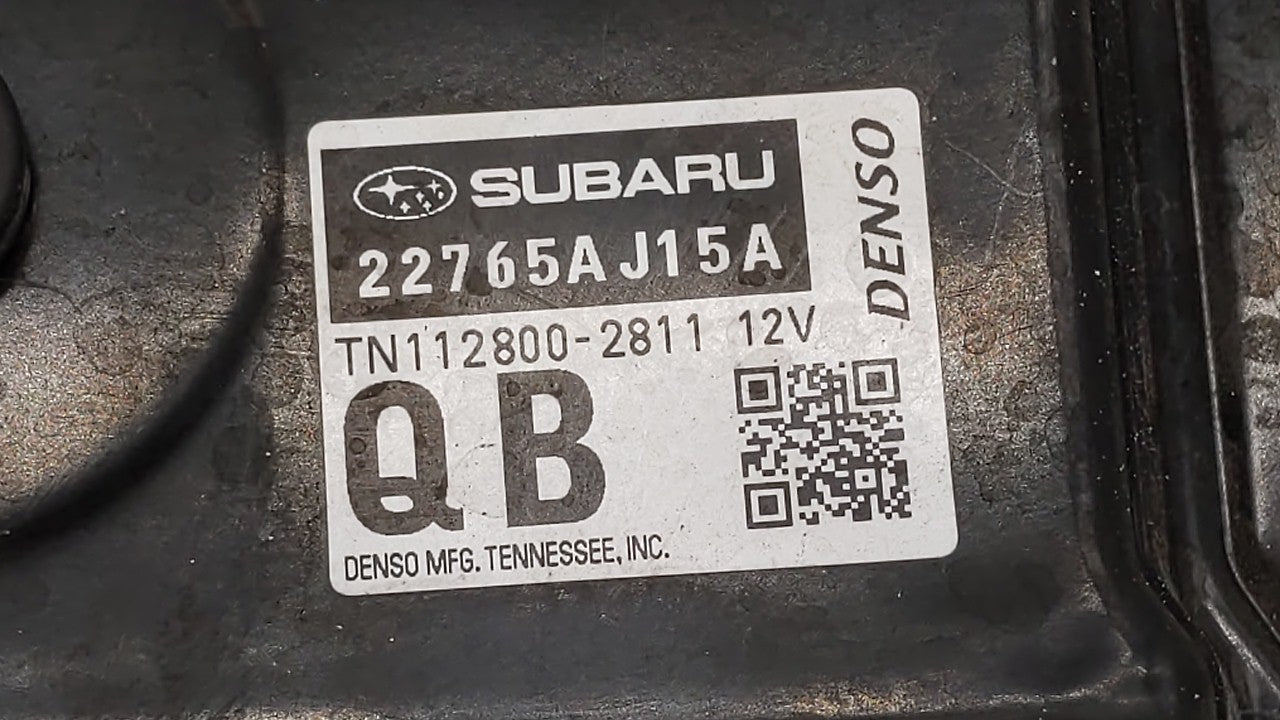 SUBARU
22765AJ15A
DENSO
TN112800-2811 12V
QB
DENSO MFG. TENNESSEE, INC.